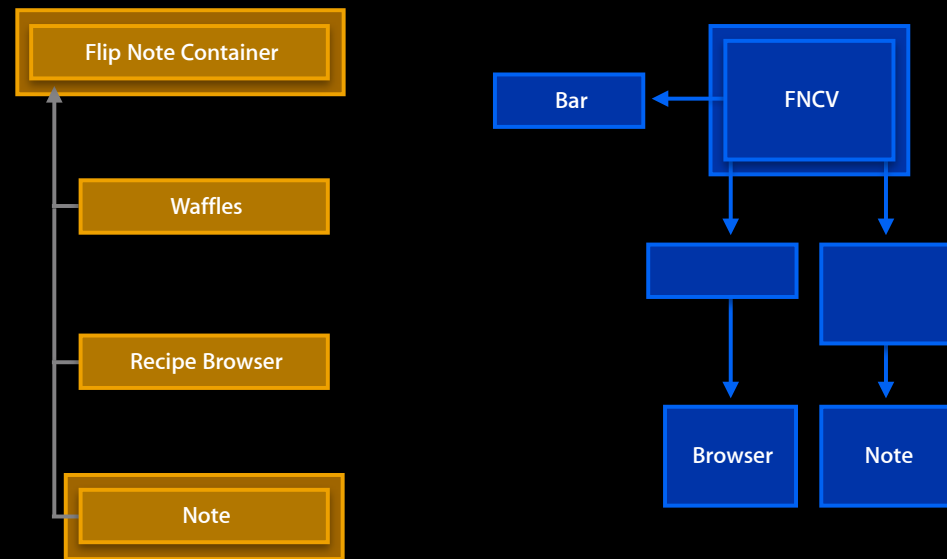 Flip Note Container
Waffles
Recipe Browser
Note
Bar
FNCV
Browser
Note